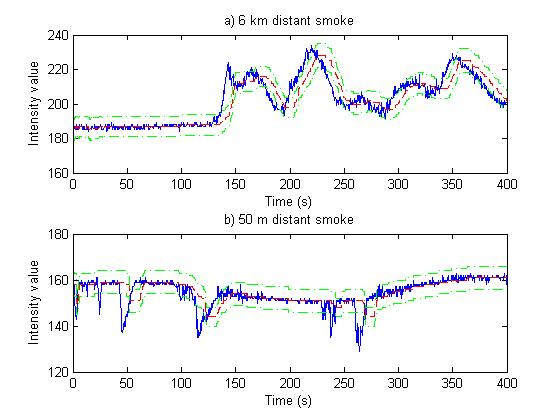 a) 6 km distant smoke
240
220
200
180
160
Intensity value
0 50 100 150 200 250 300 350 400
Time (s)
b) 50 m distant smoke
180
160
140
120
Intensity value
0 50 100 150 200 250 300 350 400
Time (s)